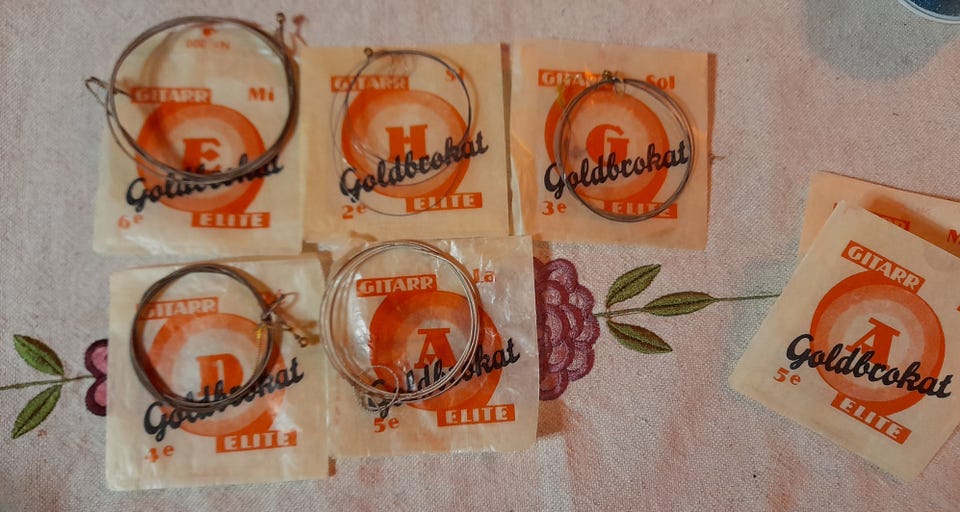 GITARR Mi
E
Goldbrokat
6e ELITE
GITARR Si
H
Goldbrokat
2e ELITE
GITARR Sol
G
Goldbrokat
3e ELITE
GITARR
D
Goldbrokat
4e ELITE
GITARR La
A
Goldbrokat
5e ELITE
GITARR
A
Goldbrokat
5e
ELITE